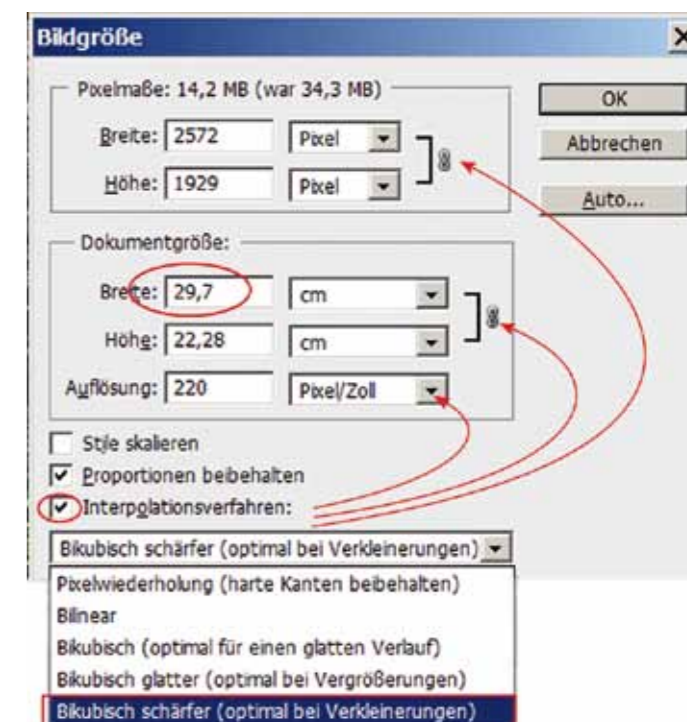 Bildgröße
Pixelmaße: 14,2 MB (war 34,3 MB)
OK
Breite: 2572 Pixel
Abbrechen
Höhe: 1929 Pixel
Auto...
Dokumentgröße:
Breite: 29,7 cm
Höhe: 22,28 cm
Auflösung: 220 Pixel/Zoll
Stile skalieren
Proportionen beibehalten
Interpolationsverfahren:
Bikubisch schärfer (optimal bei Verkleinerungen)
Pixelwiederholung (harte Kanten beibehalten)
Bilinear
Bikubisch (optimal für einen glatten Verlauf)
Bikubisch glatter (optimal bei Vergrößerungen)
Bikubisch schärfer (optimal bei Verkleinerungen)